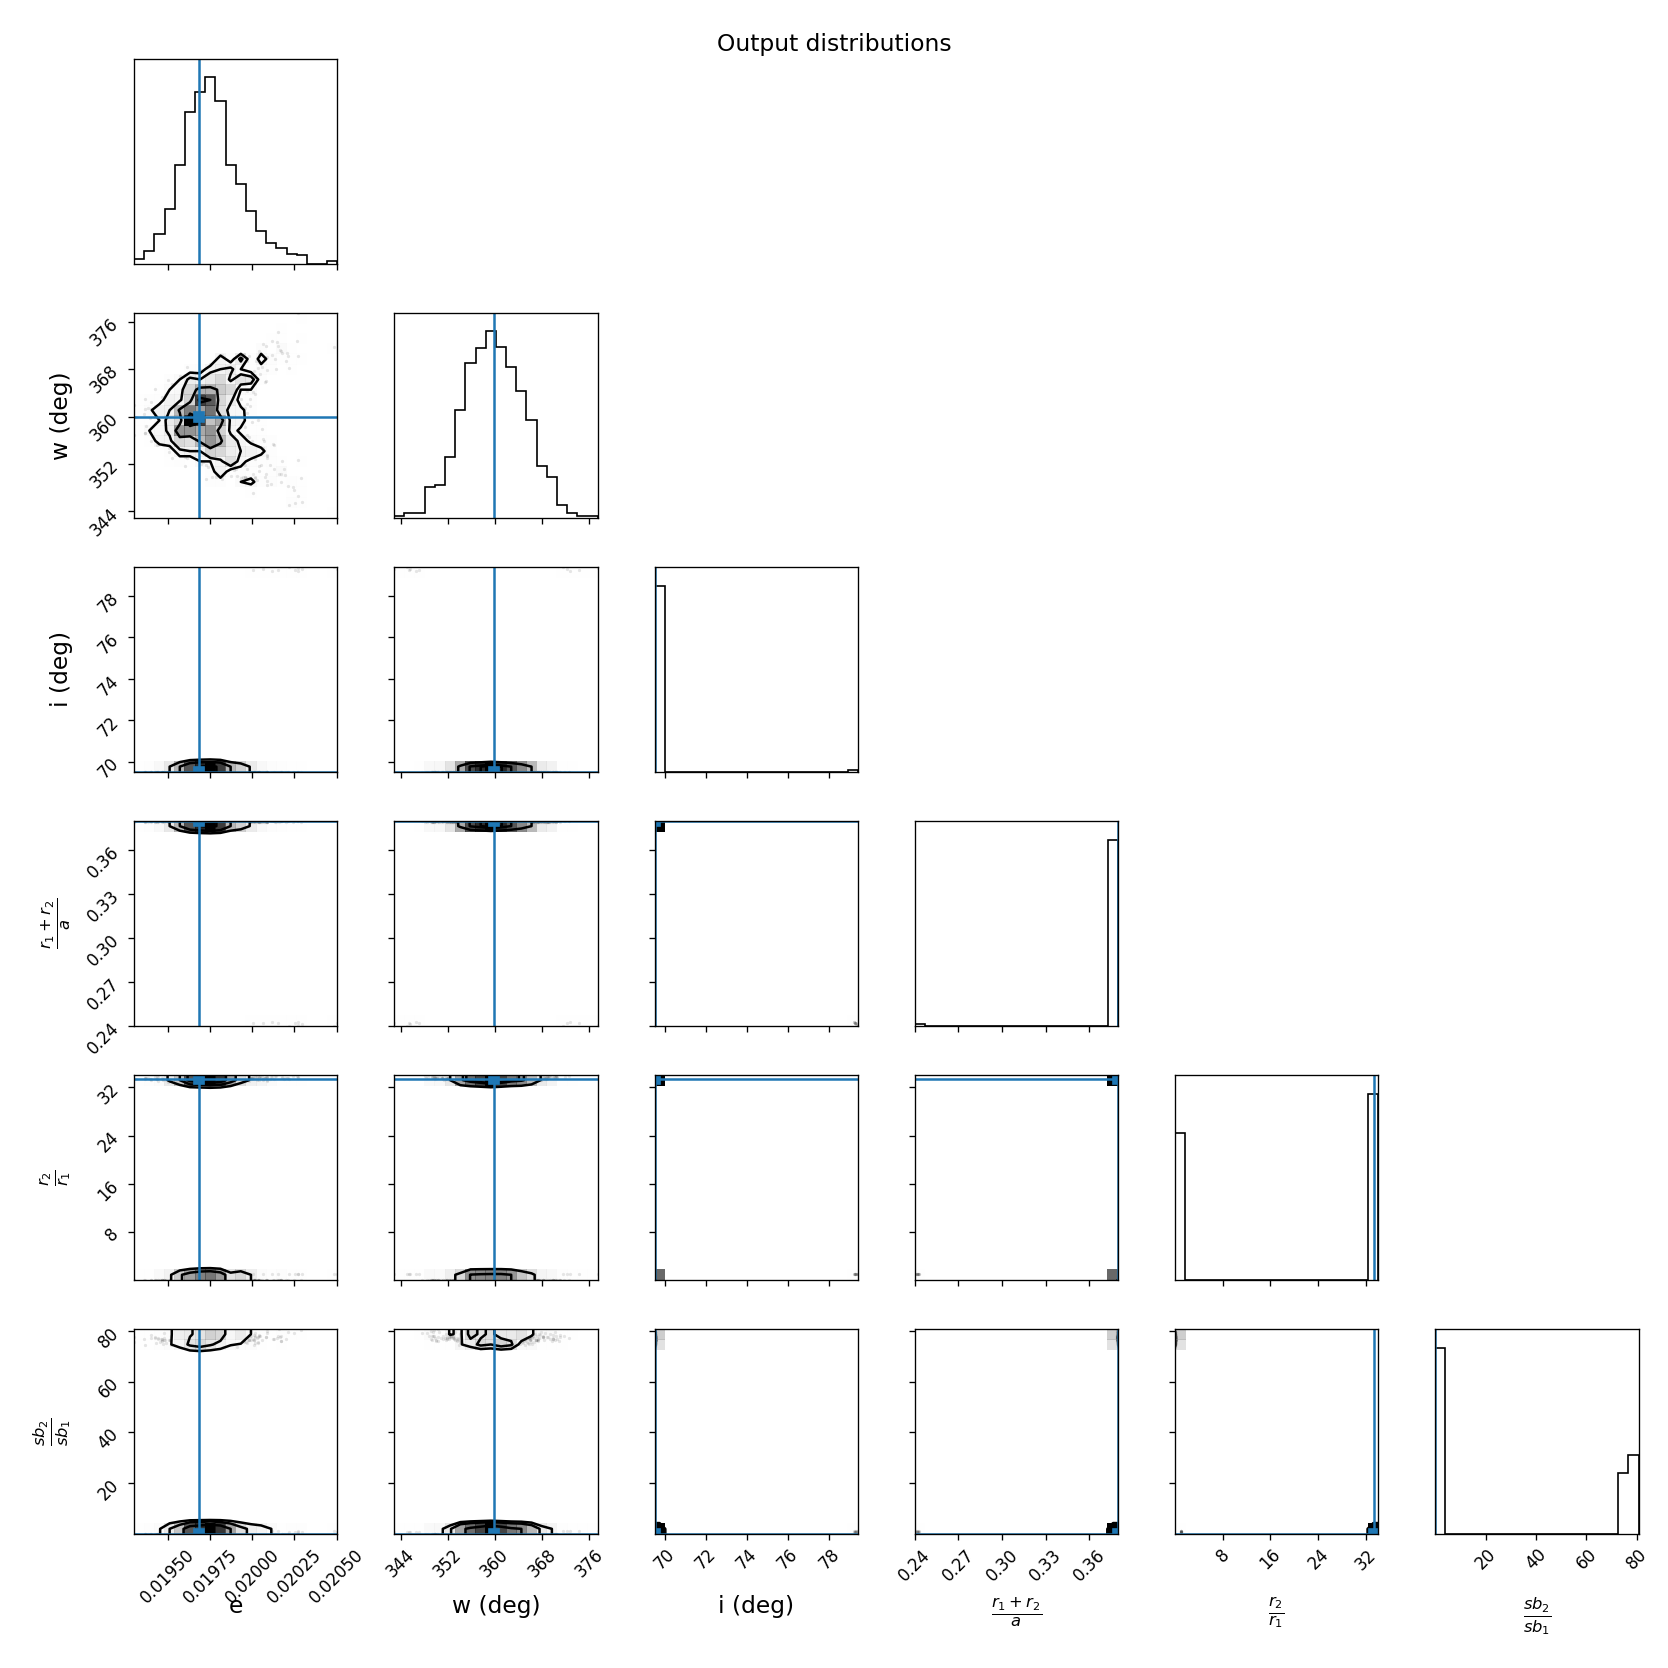 Output distributions
376
368
360
352
344
w (deg)
78
76
74
72
70
i (deg)
0.36
0.33
0.30
0.27
0.24
r₁ + r₂
a
32
24
16
8
r₂
r₁
80
60
40
20
sb₂
sb₁
0.01950 0.01975 0.02000 0.02025 0.02050
e
344 352 360 368 376
w (deg)
70 72 74 76 78
i (deg)
0.24 0.27 0.30 0.33 0.36
r₁ + r₂
a
8 16 24 32
r₂
r₁
20 40 60 80
sb₂
sb₁